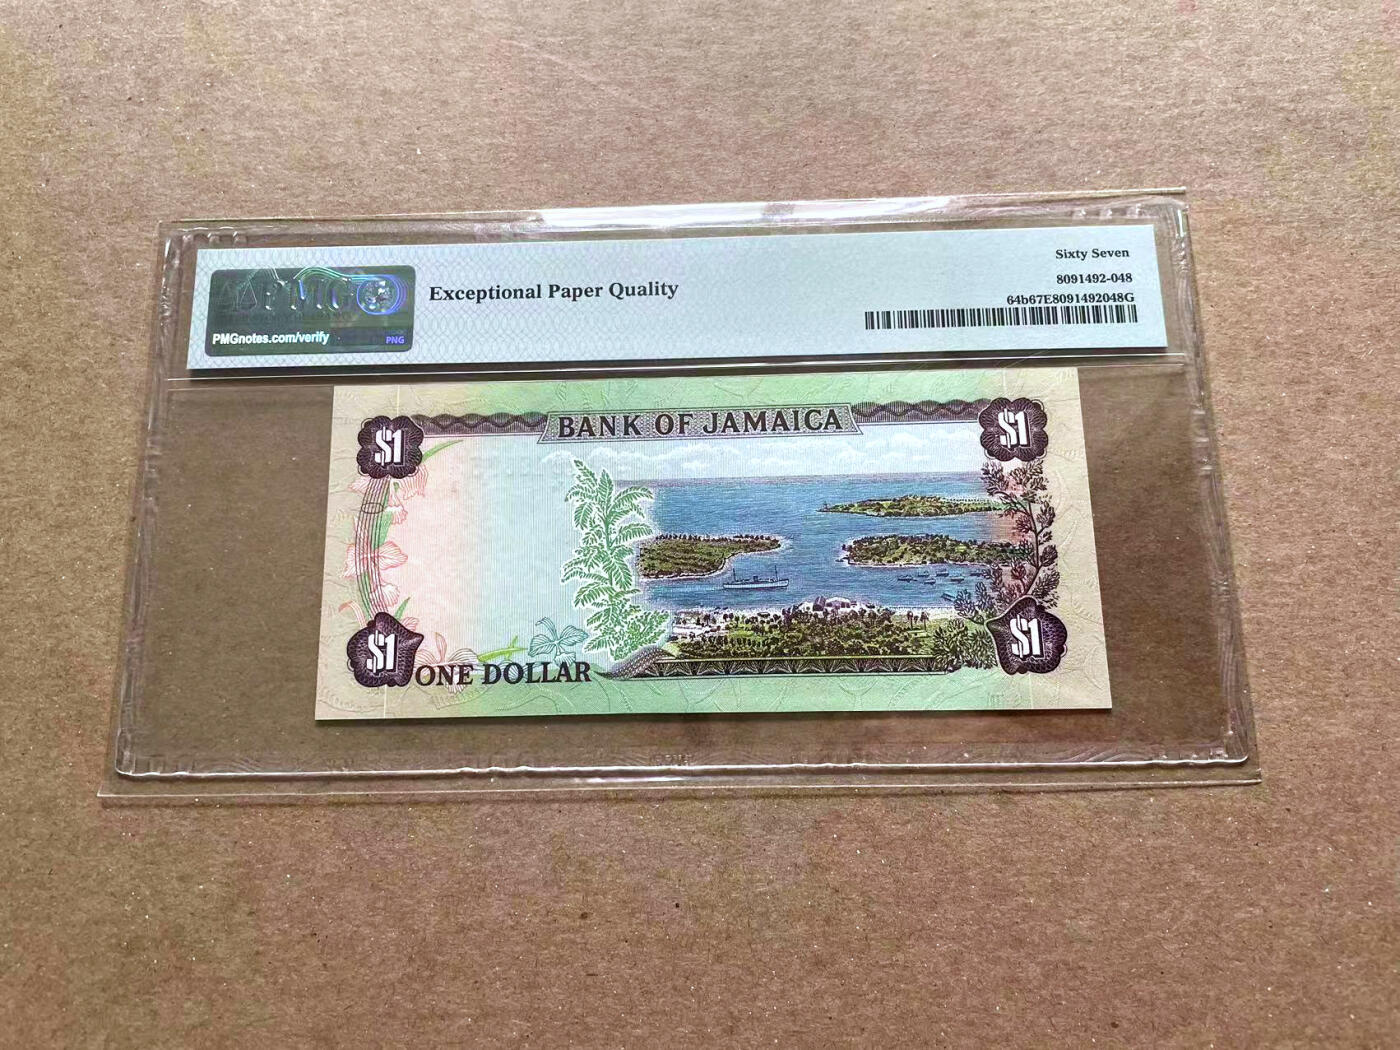 Sixty Seven
8091492-048
64b67E8091492048G
Exceptional Paper Quality
PMG
PMGnotes.com/verify
PNG
BANK OF JAMAICA
$1
$1
$1
ONE DOLLAR
$1